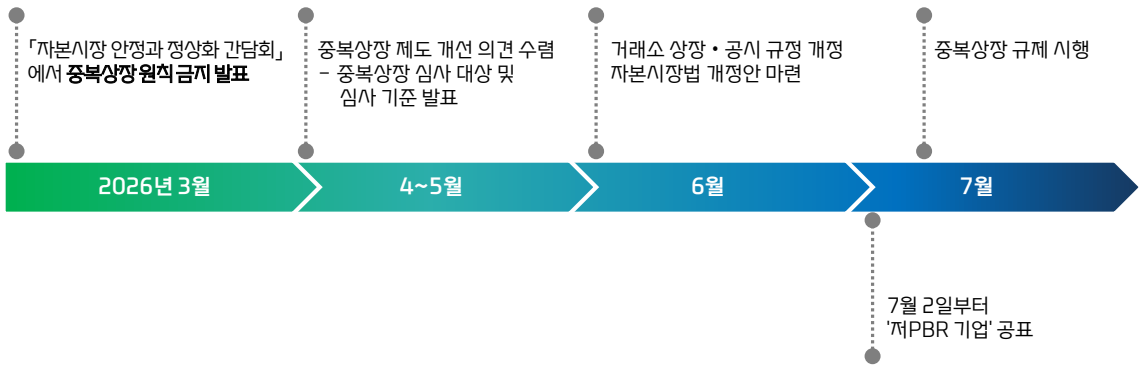 「자본시장 안정과 정상화 간담회」
에서 중복상장 원칙 금지 발표
중복상장 제도 개선 의견 수렴
- 중복상장 심사 대상 및
심사 기준 발표
거래소 상장・공시 규정 개정
자본시장법 개정안 마련
중복상장 규제 시행
2026년 3월
4~5월
6월
7월
7월 2일부터
'저PBR 기업' 공표